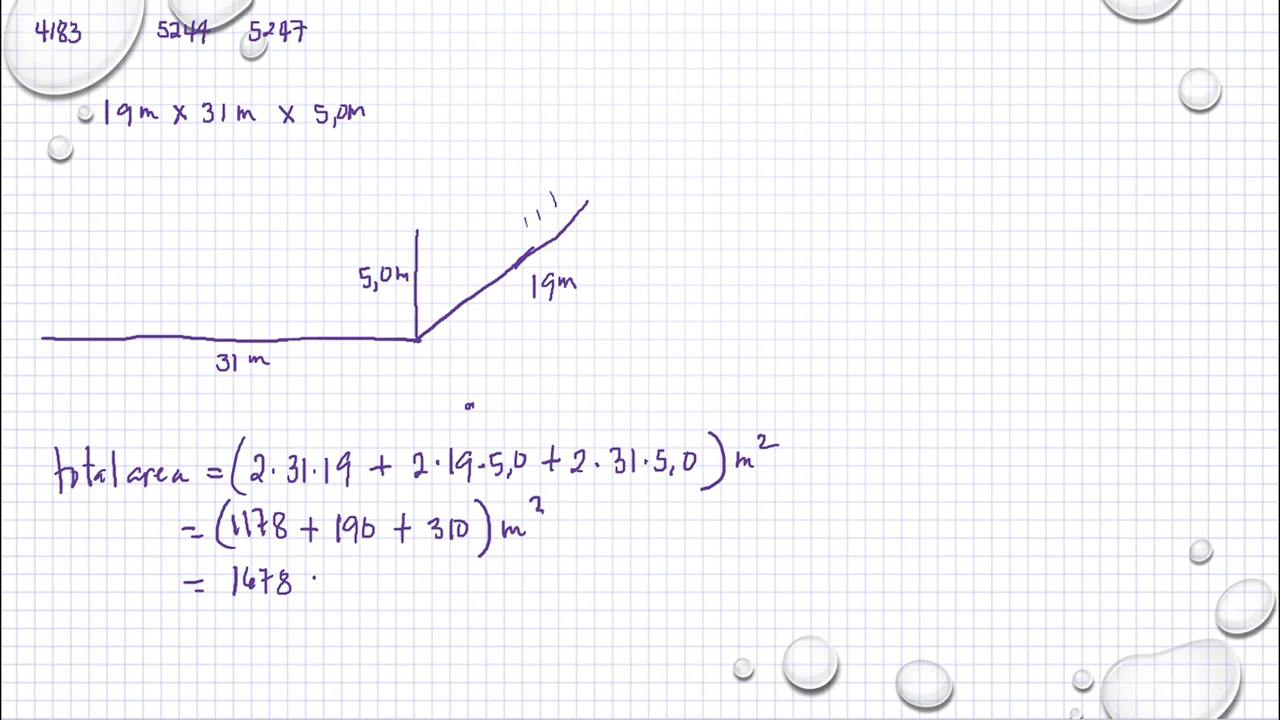 4183 5244 5247
19m x 31m x 5,0m
5,0m
19m
31 m
total area = (2·31·19 + 2·19·5,0 + 2·31·5,0) m²
= (1178 + 190 + 310) m²
= 1678 ·